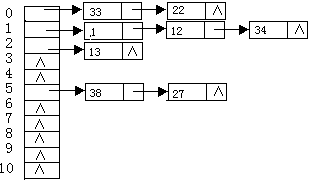 0 33 22 ∧
1 1 12 34 ∧
2 13 ∧
3 ∧
4 ∧
5 38 27 ∧
6 ∧
7 ∧
8 ∧
9 ∧
10 ∧